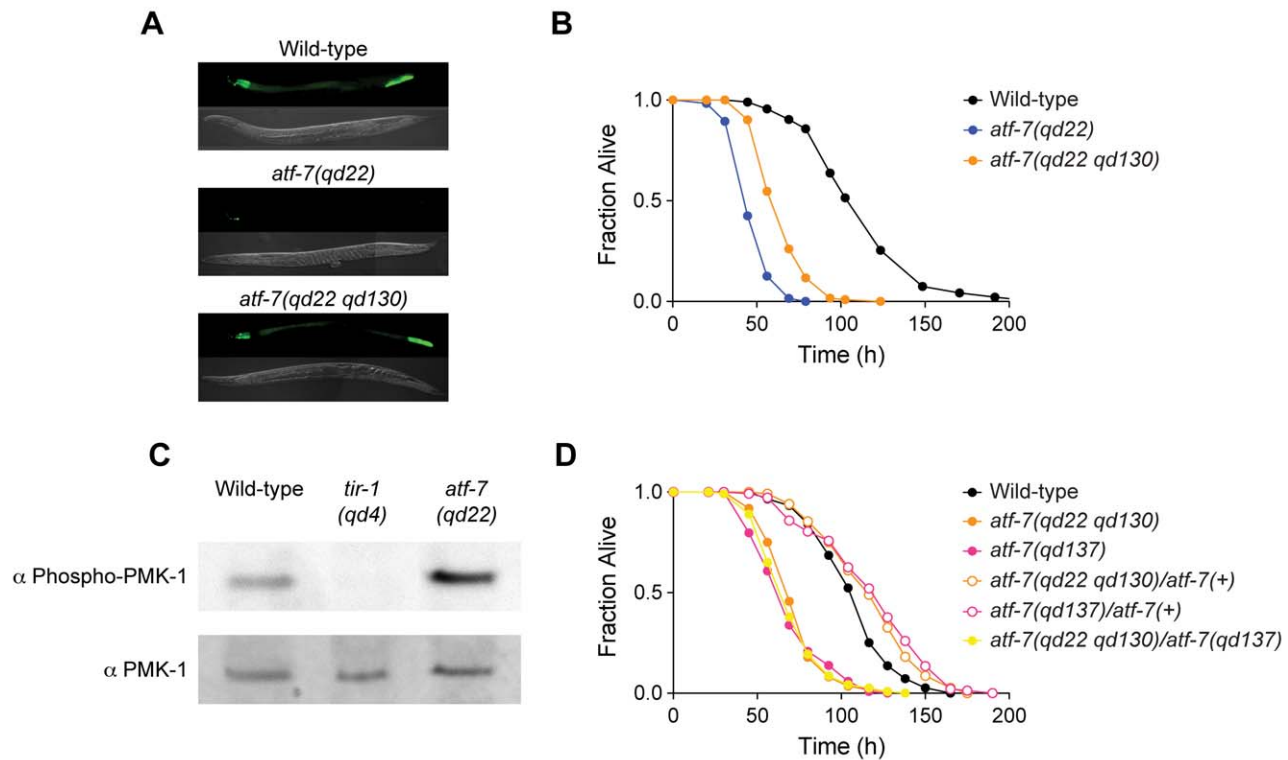 A
Wild-type
atf-7(qd22)
atf-7(qd22 qd130)
B
Fraction Alive
1.0
0.5
0.0
0
50
100
150
200
Time (h)
Wild-type
atf-7(qd22)
atf-7(qd22 qd130)
C
Wild-type
tir-1
(qd4)
atf-7
(qd22)
α Phospho-PMK-1
α PMK-1
D
Fraction Alive
1.0
0.5
0.0
0
50
100
150
200
Time (h)
Wild-type
atf-7(qd22 qd130)
atf-7(qd137)
atf-7(qd22 qd130)/atf-7(+)
atf-7(qd137)/atf-7(+)
atf-7(qd22 qd130)/atf-7(qd137)